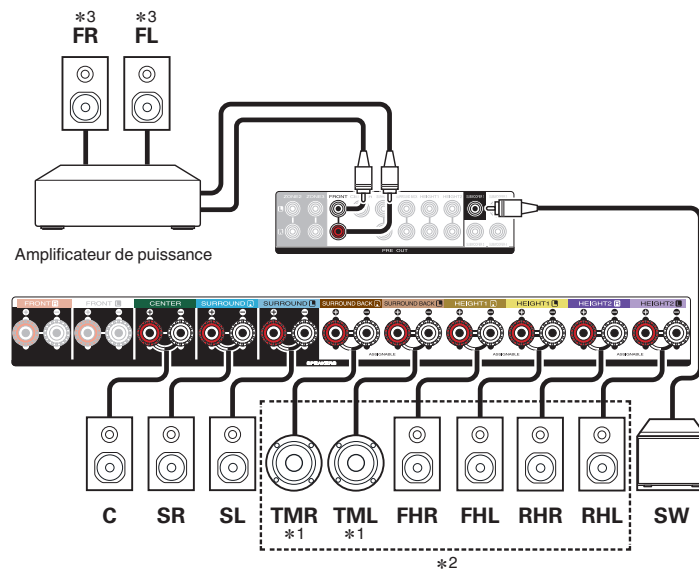 *3 *3
FR FL
FRONT
PRE OUT
Amplificateur de puissance
FRONT R FRONT L CENTER SURROUND R SURROUND L SURROUND BACK R SURROUND BACK L HEIGHT1 R HEIGHT1 L HEIGHT2 R HEIGHT2 L
ASSIGNABLE ASSIGNABLE ASSIGNABLE
SPEAKERS
C SR SL TMR TML FHR FHL RHR RHL SW
*1 *1
*2